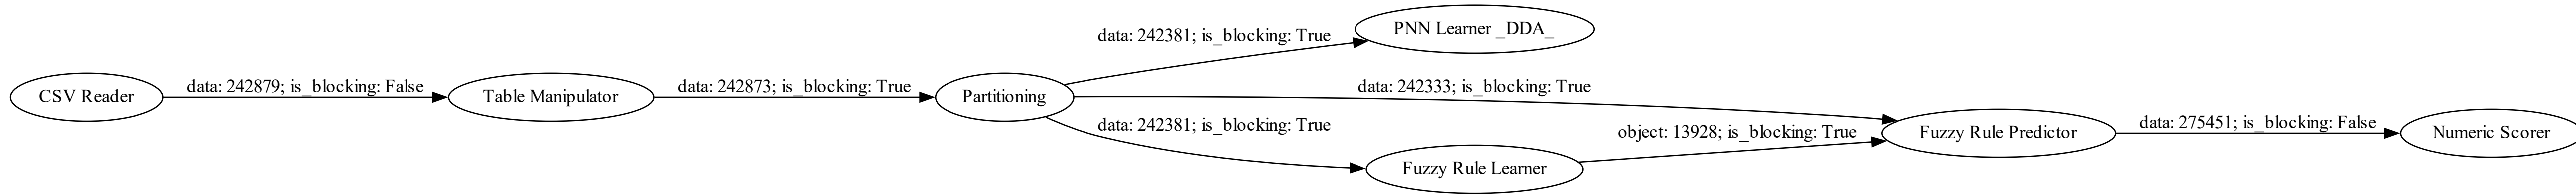 PNN Learner _DDA_
data: 242381; is_blocking: True
CSV Reader
data: 242879; is_blocking: False
Table Manipulator
data: 242873; is_blocking: True
Partitioning
data: 242333; is_blocking: True
data: 242381; is_blocking: True
Fuzzy Rule Learner
object: 13928; is_blocking: True
Fuzzy Rule Predictor
data: 275451; is_blocking: False
Numeric Scorer